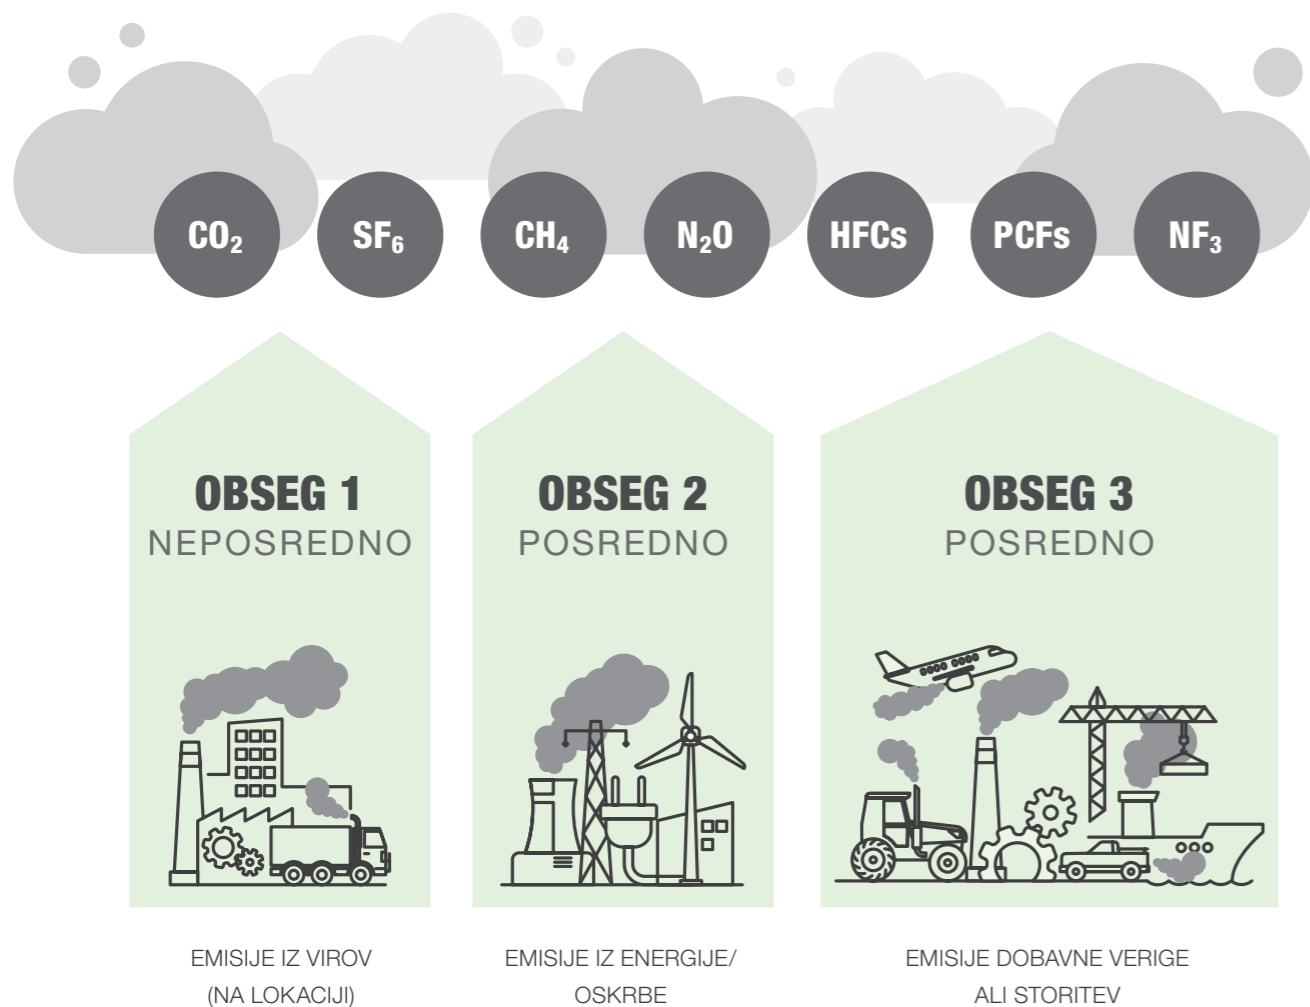 CO₂ SF₆ CH₄ N₂O HFCs PCFs NF₃
OBSEG 1
NEPOSREDNO
OBSEG 2
POSREDNO
OBSEG 3
POSREDNO
EMISIJE IZ VIROV
(NA LOKACIJI)
EMISIJE IZ ENERGIJE/
OSKRBE
EMISIJE DOBAVNE VERIGE
ALI STORITEV